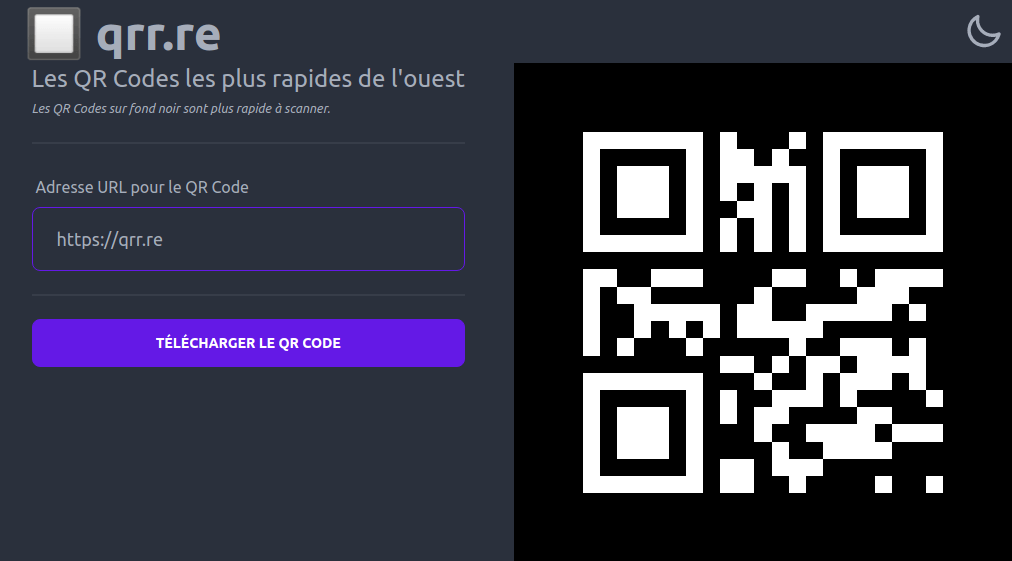 qrr.re
Les QR Codes les plus rapides de l'ouest
Les QR Codes sur fond noir sont plus rapide à scanner.
Adresse URL pour le QR Code
https://qrr.re
TÉLÉCHARGER LE QR CODE